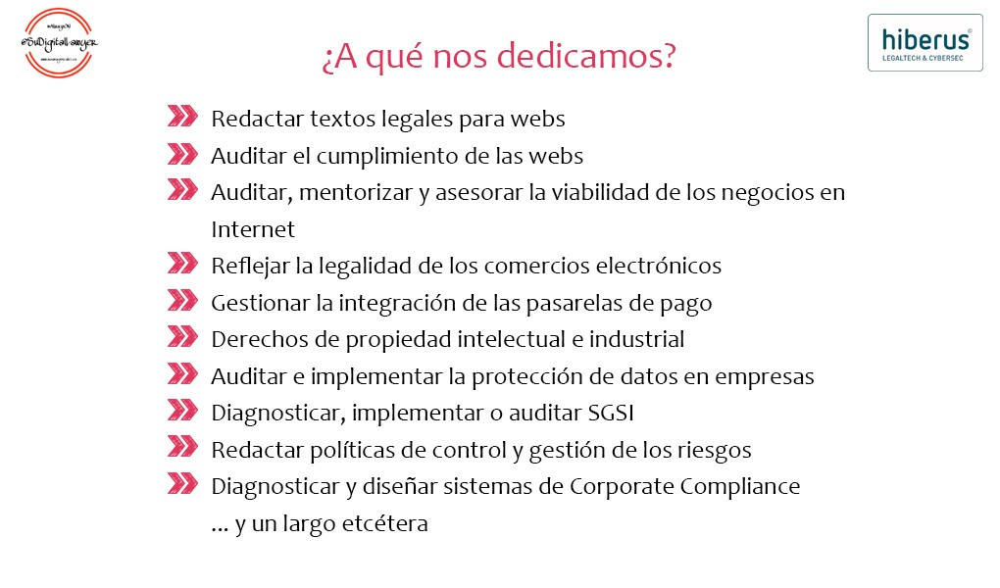 @SuDigitalLawyer
¿A qué nos dedicamos?
hiberus
LEGALTECH & CYBERSEC
Redactar textos legales para webs
Auditar el cumplimiento de las webs
Auditar, mentorizar y asesorar la viabilidad de los negocios en
Internet
Reflejar la legalidad de los comercios electrónicos
Gestionar la integración de las pasarelas de pago
Derechos de propiedad intelectual e industrial
Auditar e implementar la protección de datos en empresas
Diagnosticar, implementar o auditar SGSI
Redactar políticas de control y gestión de los riesgos
Diagnosticar y diseñar sistemas de Corporate Compliance
... y un largo etcétera